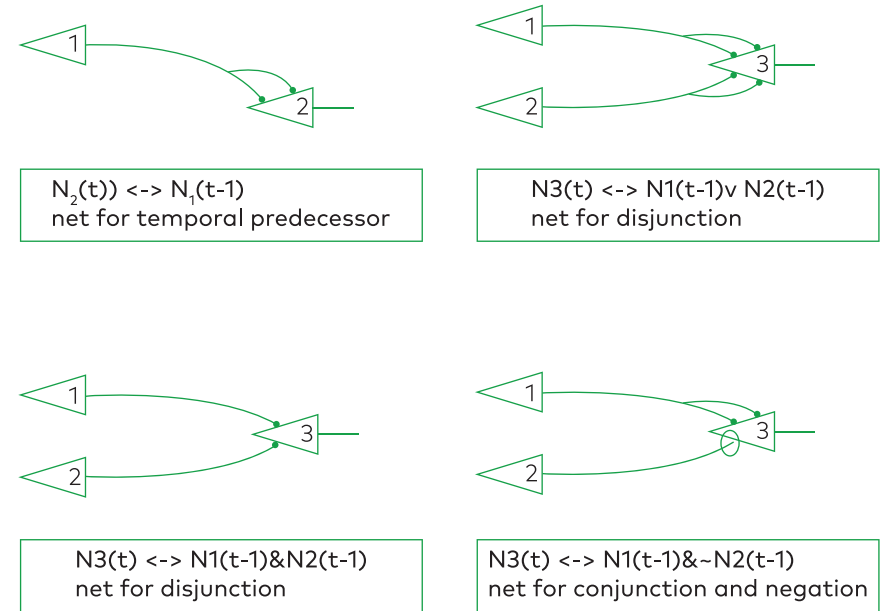 1
2
N₂(t)) <-> N₁(t-1)
net for temporal predecessor
1
2
3
N3(t) <-> N1(t-1)v N2(t-1)
net for disjunction
1
2
3
N3(t) <-> N1(t-1)&N2(t-1)
net for disjunction
1
2
3
N3(t) <-> N1(t-1)&~N2(t-1)
net for conjunction and negation